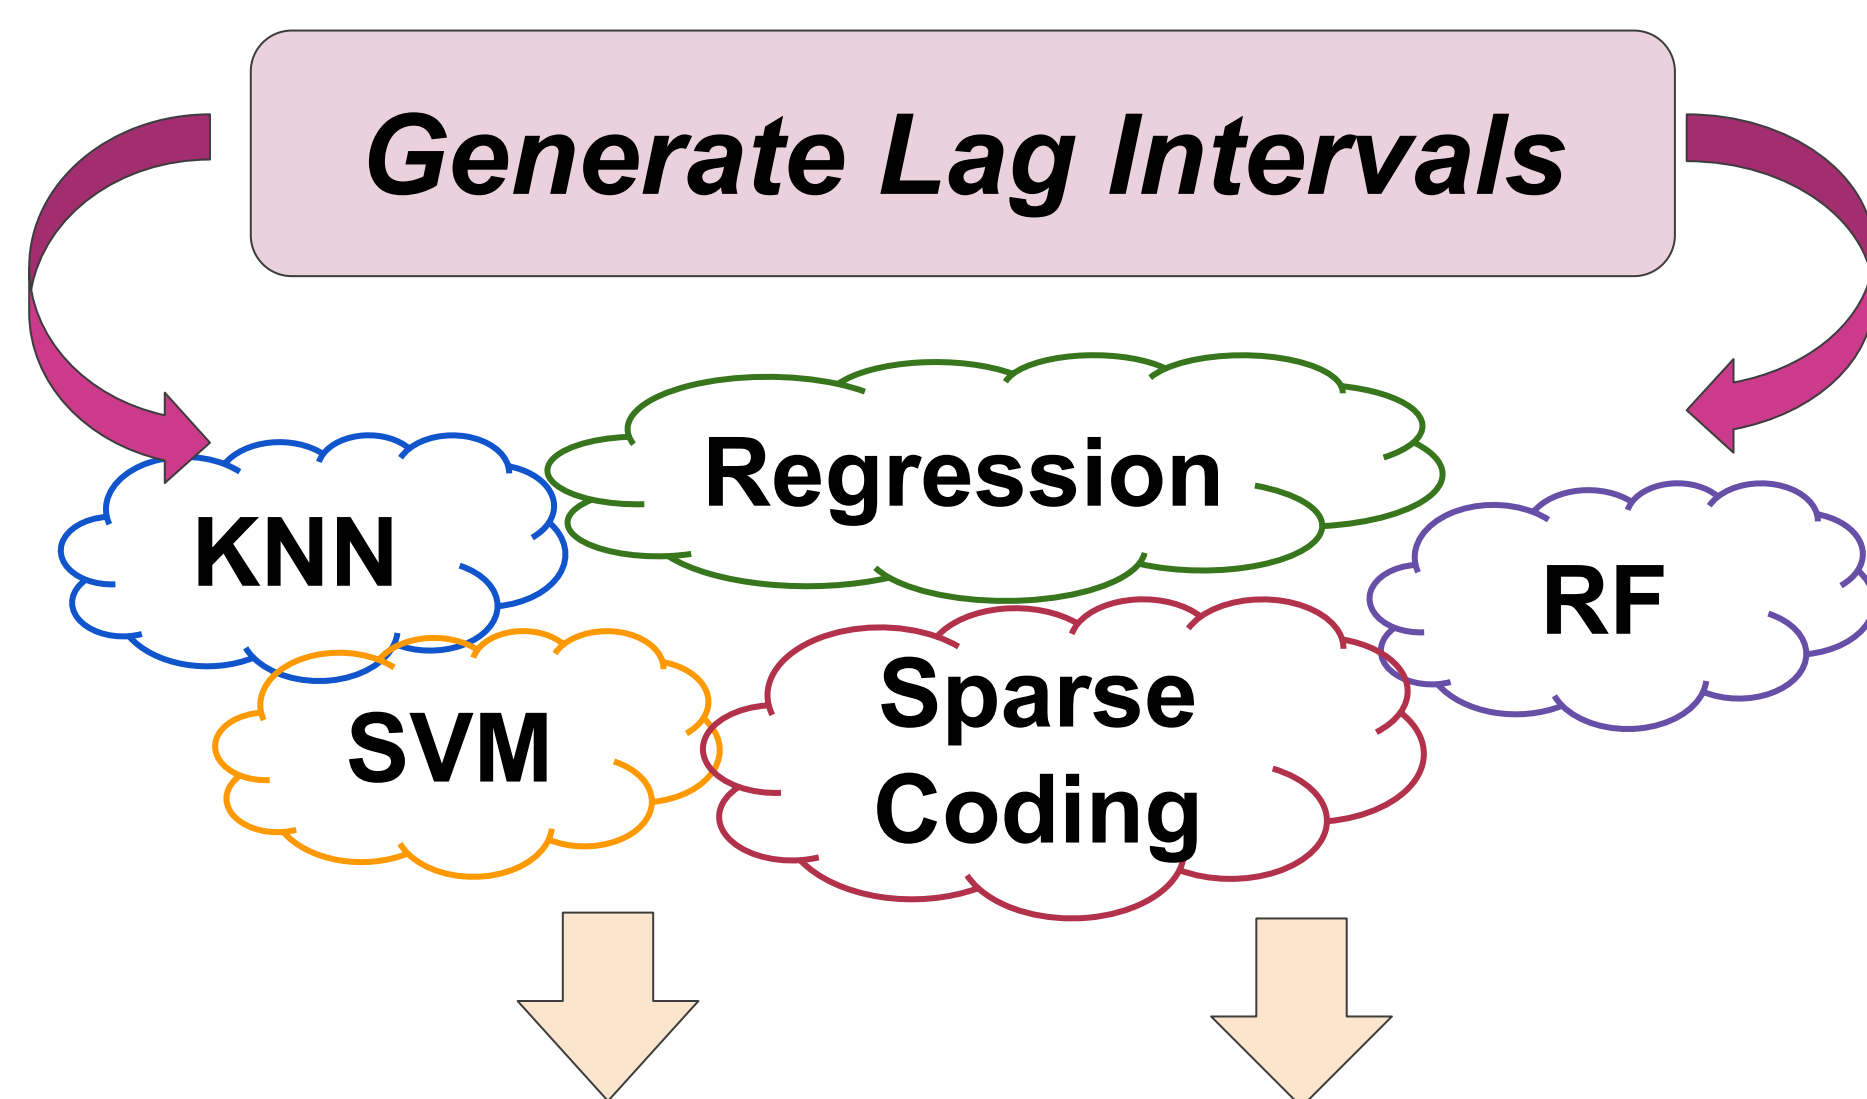 Generate Lag Intervals
Regression
KNN
RF
SVM
Sparse
Coding